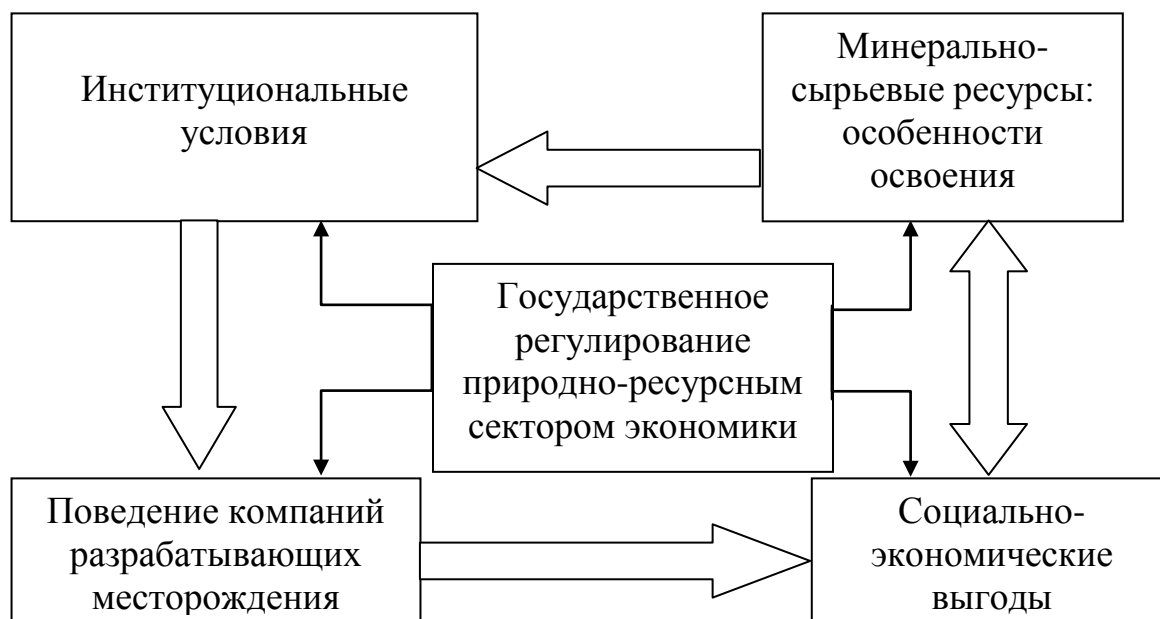 Институциональные
условия
Минерально-
сырьевые ресурсы:
особенности
освоения
Государственное
регулирование
природно-ресурсным
сектором экономики
Поведение компаний
разрабатывающих
месторождения
Социально-
экономические
выгоды